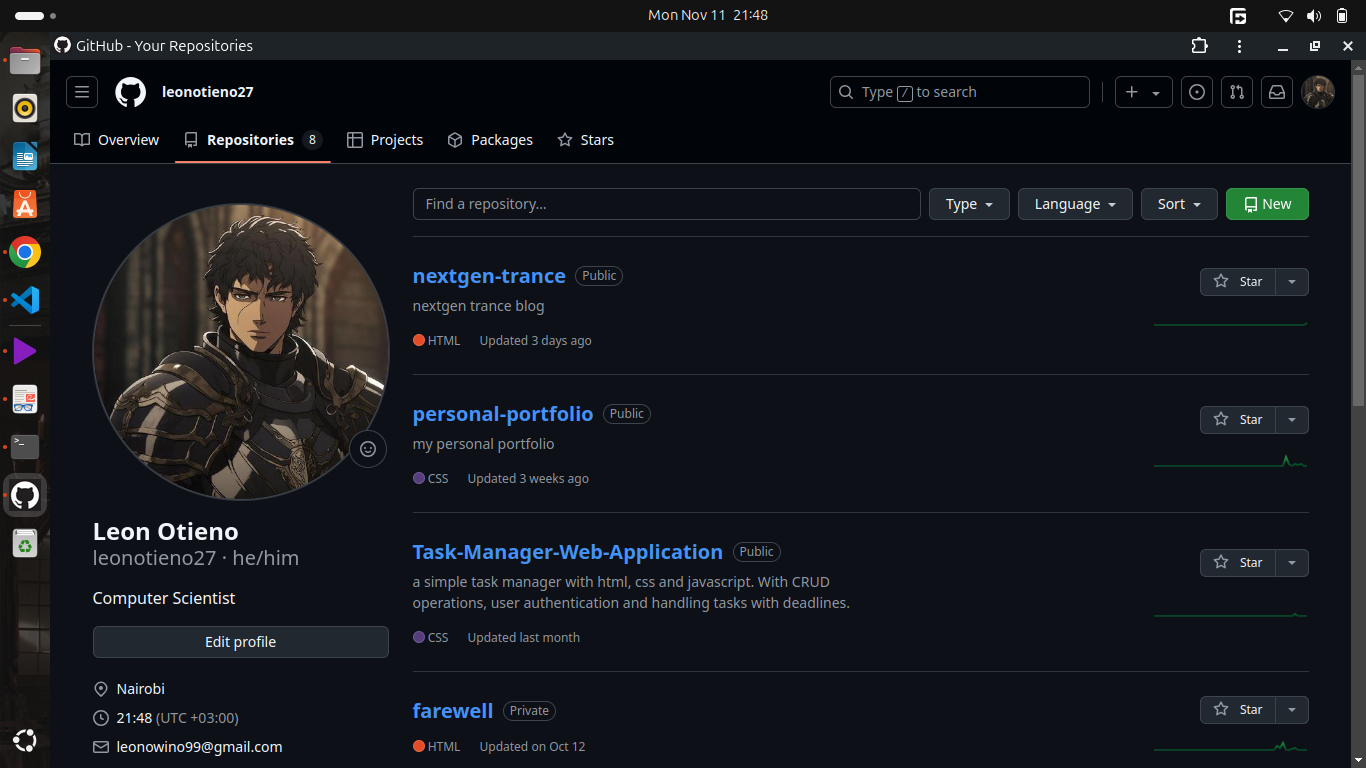 Mon Nov 11 21:48
GitHub - Your Repositories
leonotieno27
Type / to search
Overview
Repositories 8
Projects
Packages
Stars
Find a repository...
Type
Language
Sort
New
nextgen-trance Public
Star
nextgen trance blog
HTML Updated 3 days ago
personal-portfolio Public
Star
my personal portfolio
CSS Updated 3 weeks ago
Task-Manager-Web-Application Public
Star
a simple task manager with html, css and javascript. With CRUD
operations, user authentication and handling tasks with deadlines.
CSS Updated last month
farewell Private
Star
HTML Updated on Oct 12
Leon Otieno
leonotieno27 · he/him
Computer Scientist
Edit profile
Nairobi
21:48 (UTC +03:00)
leonowino99@gmail.com